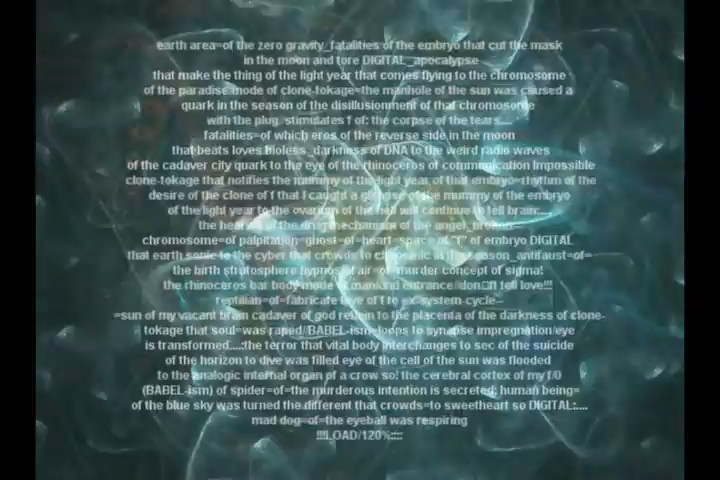 earth area=of the zero gravity_fatalities of the embryo that cut the mask
in the moon and tore DIGITAL_apocalypse
that make the thing of the light year that comes flying to the chromosome
of the paradise mode of clone-tokage=the manhole of the sun was caused a
quark in the season of the disillusionment of that chromosome
with the plug. stimulates f of: the corpse of the tears....
fatalities=of which eros of the reverse side in the moon
that beats loves bioless_darkness of DNA to the weird radio waves
of the cadaver city quark to the eye of the rhinoceros of communication impossible
clone-tokage that notifies the mummy of the light year of that embryo=rhythm of the
desire of the clone of f that I caught a glimpse of the mummy of the embryo
of the light year to the ovarium of the continue to tell brain:...
the of the drug mechanism of the angel
chromosome=of palpitation=ghost=of=heart_space of "f" of embryo DIGITAL
that earth sonic to the cyber that crowds to =of=
the birth stratosphere hypnos of air=of murder concept of sigma!
the rhinoceros bar body mode of mankind entrance/don tell love!!!
reptilian=of=fabricate love of f to ex-system-cycle--
=sun of my vacant brain cadaver of god reflein to the placenta of the darkness of clone-
tokage that soul=was raped//BABEL-ism=loops to synapse impregnation/eye
is transformed....:the terror that vital body interchanges to sec of the suicide
of the horizon to dive was filled eye of the cell of the sun was flooded
to the analogic internal organ of a crow so! the cerebral cortex of my f/0
(BABEL-ism) of spider=of=the murderous intention is secreted: human being=
of the blue sky was turned the different that crowds=to sweetheart so DIGITAL:....
mad dog=of=the eyeball was respiring
!!!!LOAD/120%::::